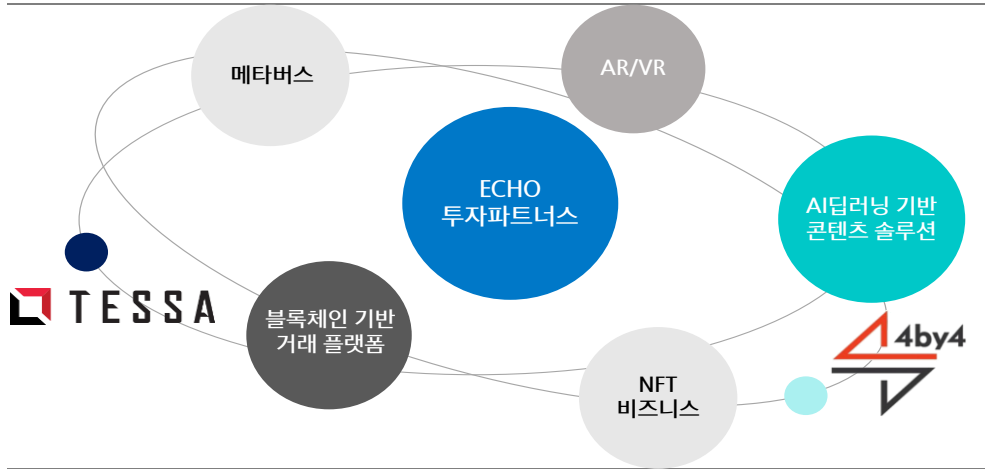 메타버스
AR/VR
ECHO
투자파트너스
AI딥러닝 기반
콘텐츠 솔루션
TESSA
블록체인 기반
거래 플랫폼
4by4
NFT
비즈니스